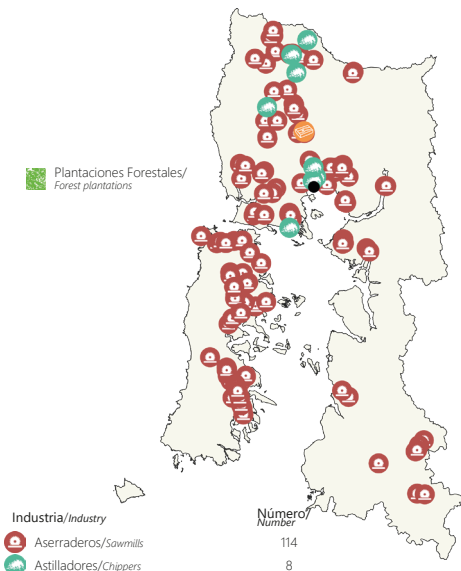 Plantaciones Forestales/
Forest plantations
Industria/Industry Número/
Number
Aserraderos/Sawmills 114
Astilladores/Chippers 8